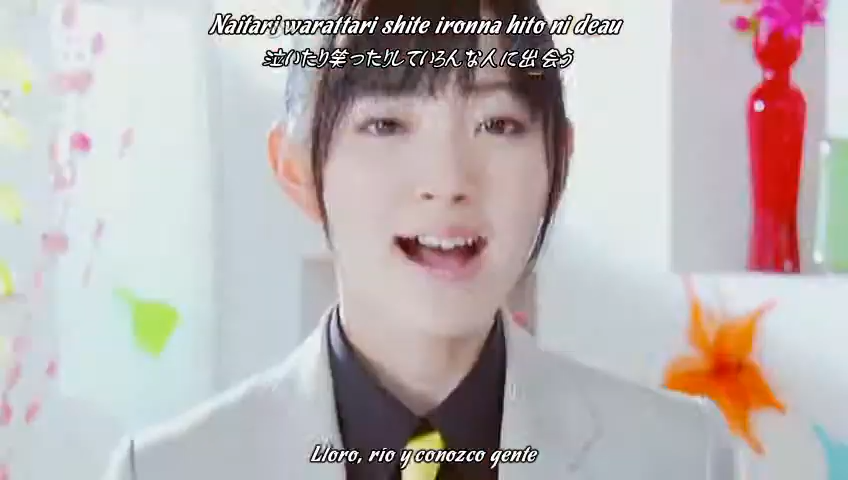 Naitari warattari shite ironna hito ni deau
泣いたり笑ったりしていろんな人に出会う
Lloro, río y conozco gente